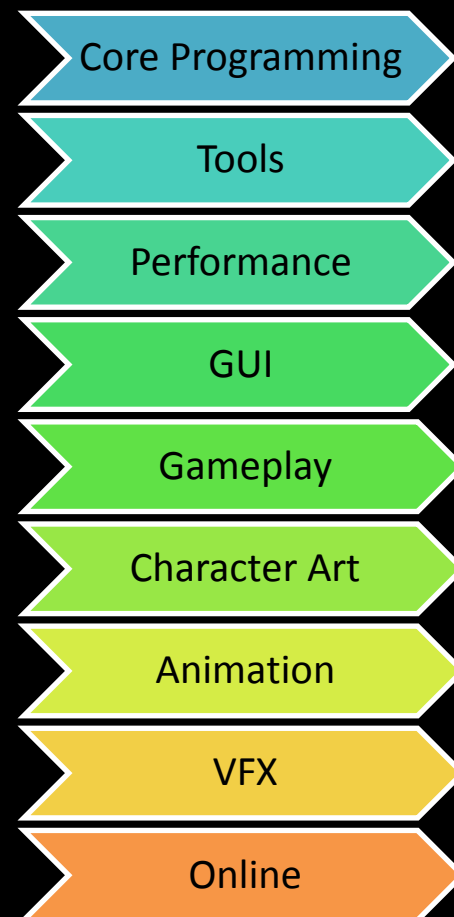 Core Programming
Tools
Performance
GUI
Gameplay
Character Art
Animation
VFX
Online